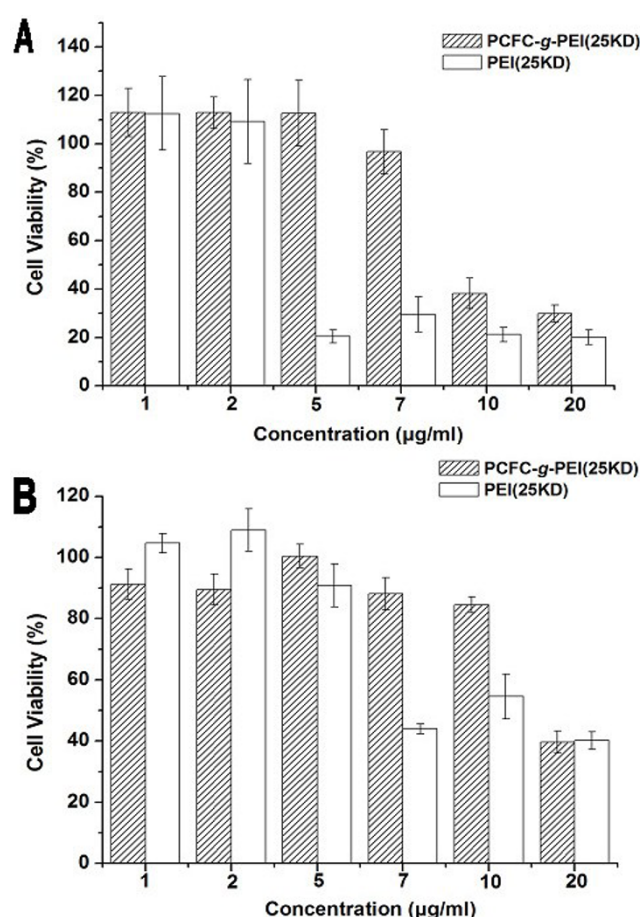 A
PCFC-g-PEI(25KD)
PEI(25KD)
Cell Viability (%)
140
120
100
80
60
40
20
0
1 2 5 7 10 20
Concentration (µg/ml)
B
PCFC-g-PEI(25KD)
PEI(25KD)
Cell Viability (%)
120
100
80
60
40
20
0
1 2 5 7 10 20
Concentration (µg/ml)